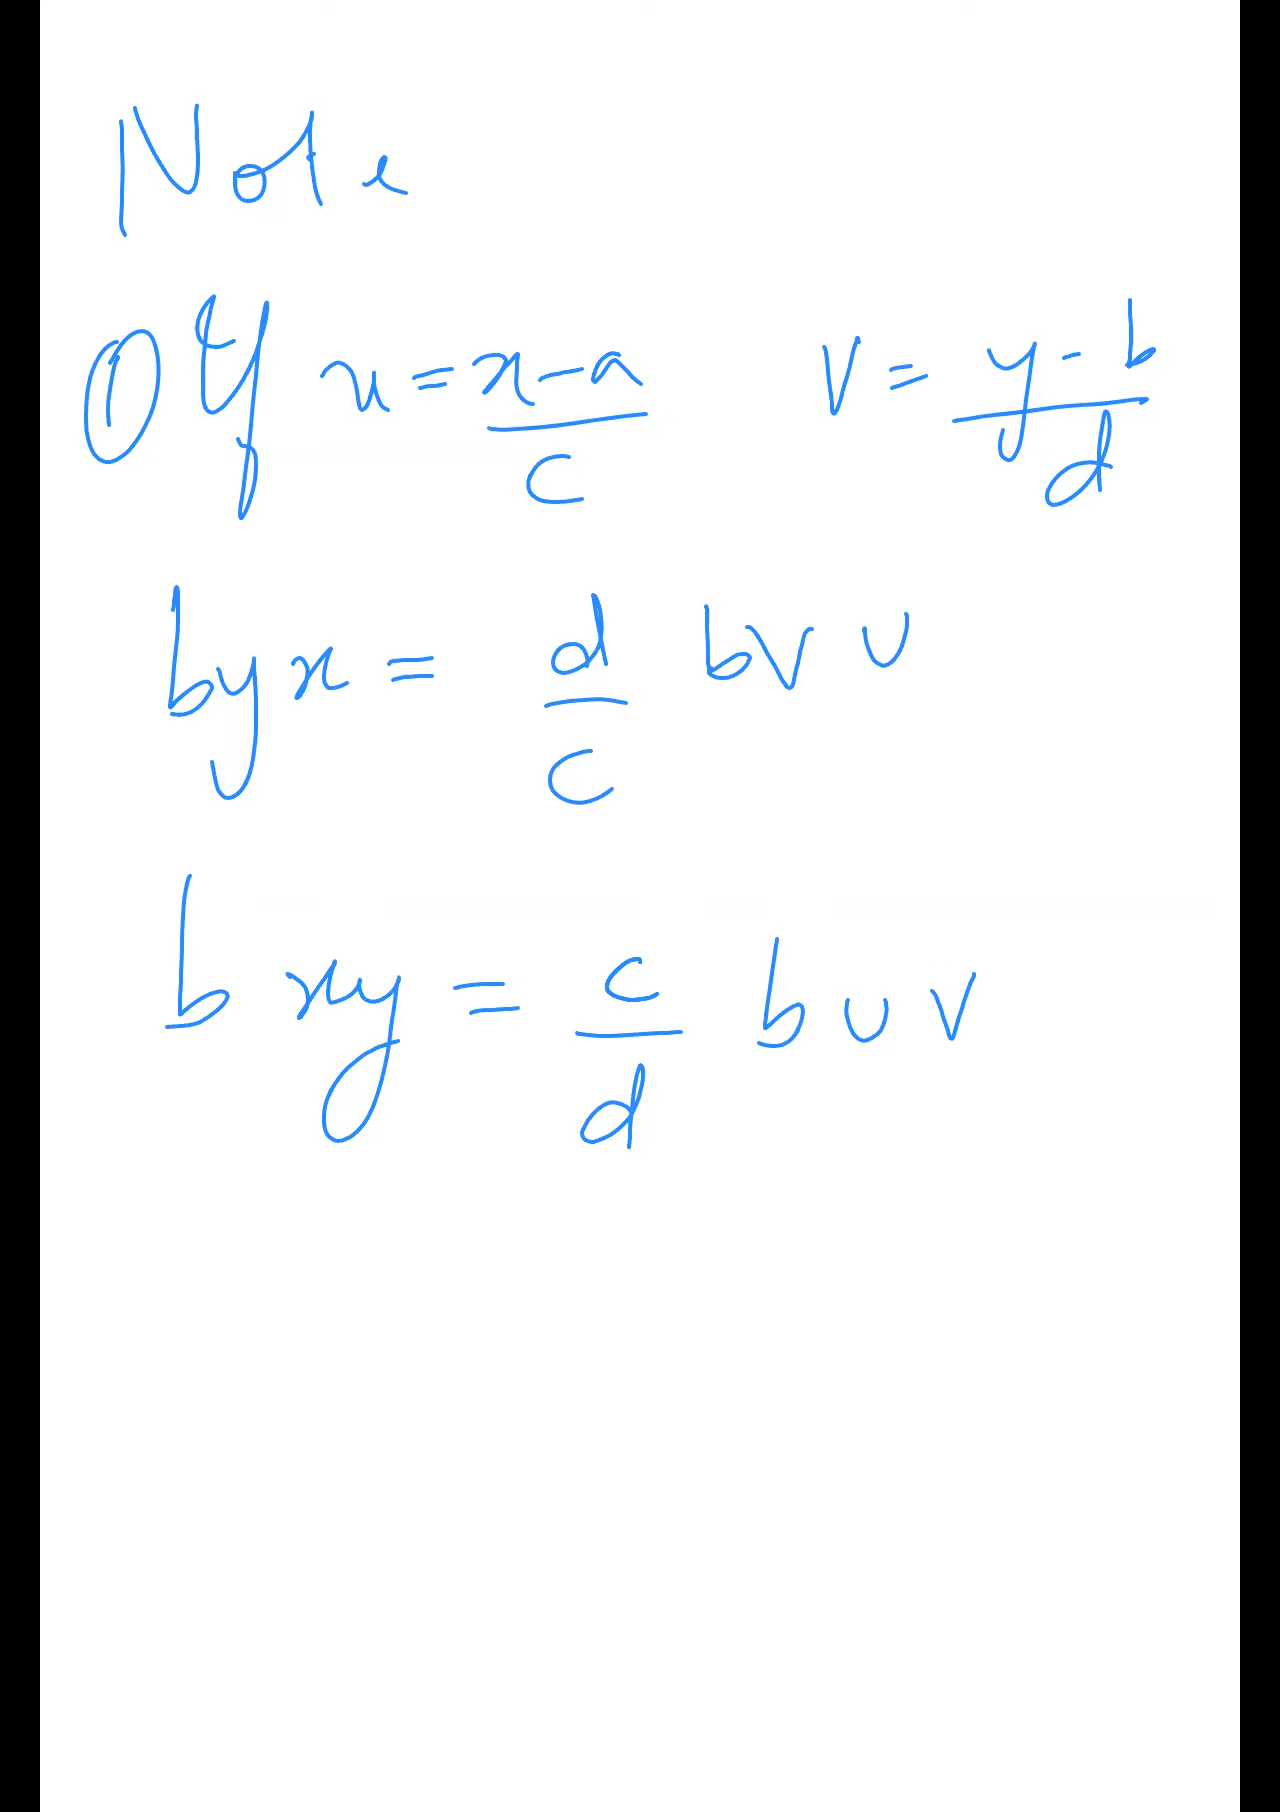 Note
① If u = x-a/c v = y-b/d
byx = d/c bvu
bxy = c/d buv